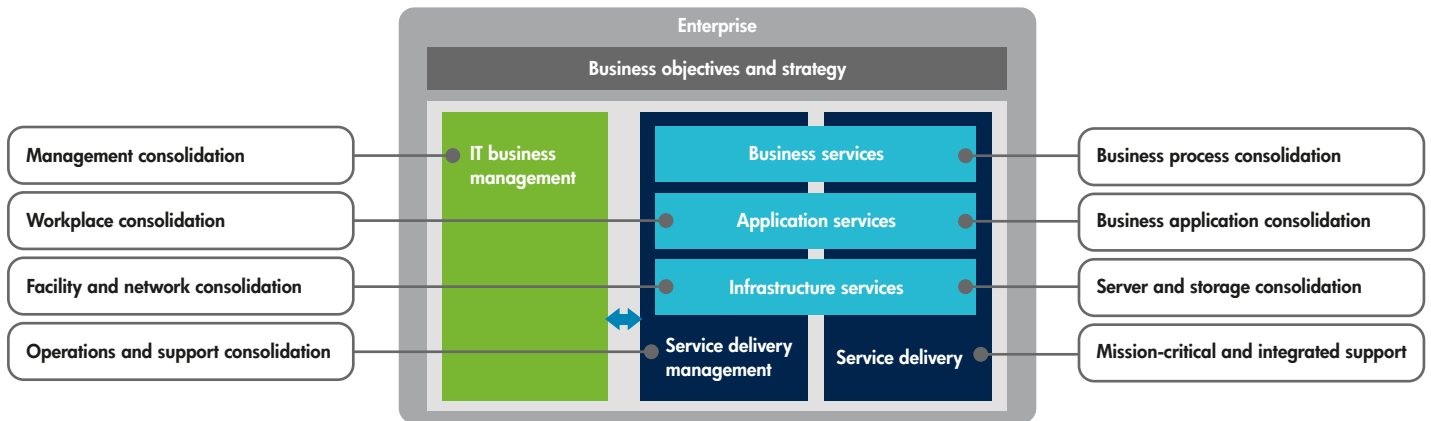 Enterprise
Business objectives and strategy
Management consolidation
Workplace consolidation
Facility and network consolidation
Operations and support consolidation
IT business
management
Business services
Application services
Infrastructure services
Service delivery
management
Service delivery
Business process consolidation
Business application consolidation
Server and storage consolidation
Mission-critical and integrated support